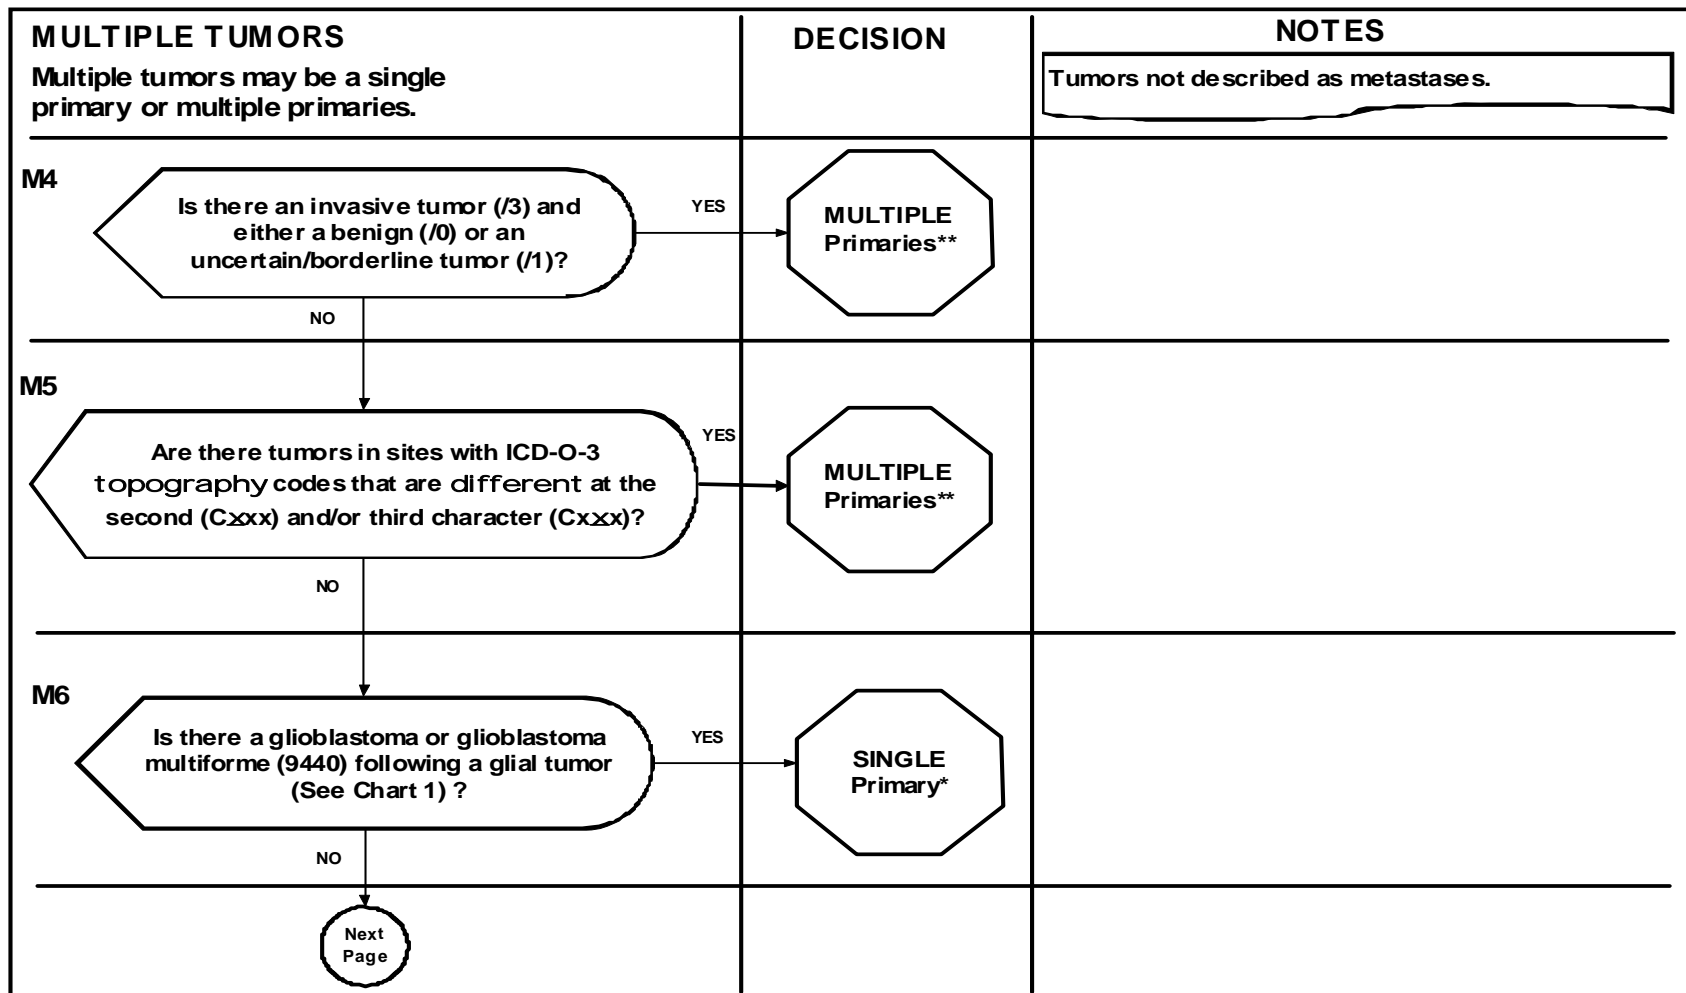 MULTIPLE TUMORS
Multiple tumors may be a single
primary or multiple primaries.
DECISION
NOTES
Tumors not described as metastases.
M4
Is there an invasive tumor (/3) and
either a benign (/0) or an
uncertain/borderline tumor (/1)?
YES
MULTIPLE
Primaries**
NO
M5
Are there tumors in sites with ICD-O-3
topography codes that are different at the
second (Cxxx) and/or third character (Cxxx)?
YES
MULTIPLE
Primaries**
NO
M6
Is there a glioblastoma or glioblastoma
multiforme (9440) following a glial tumor
(See Chart 1) ?
YES
SINGLE
Primary*
NO
Next
Page